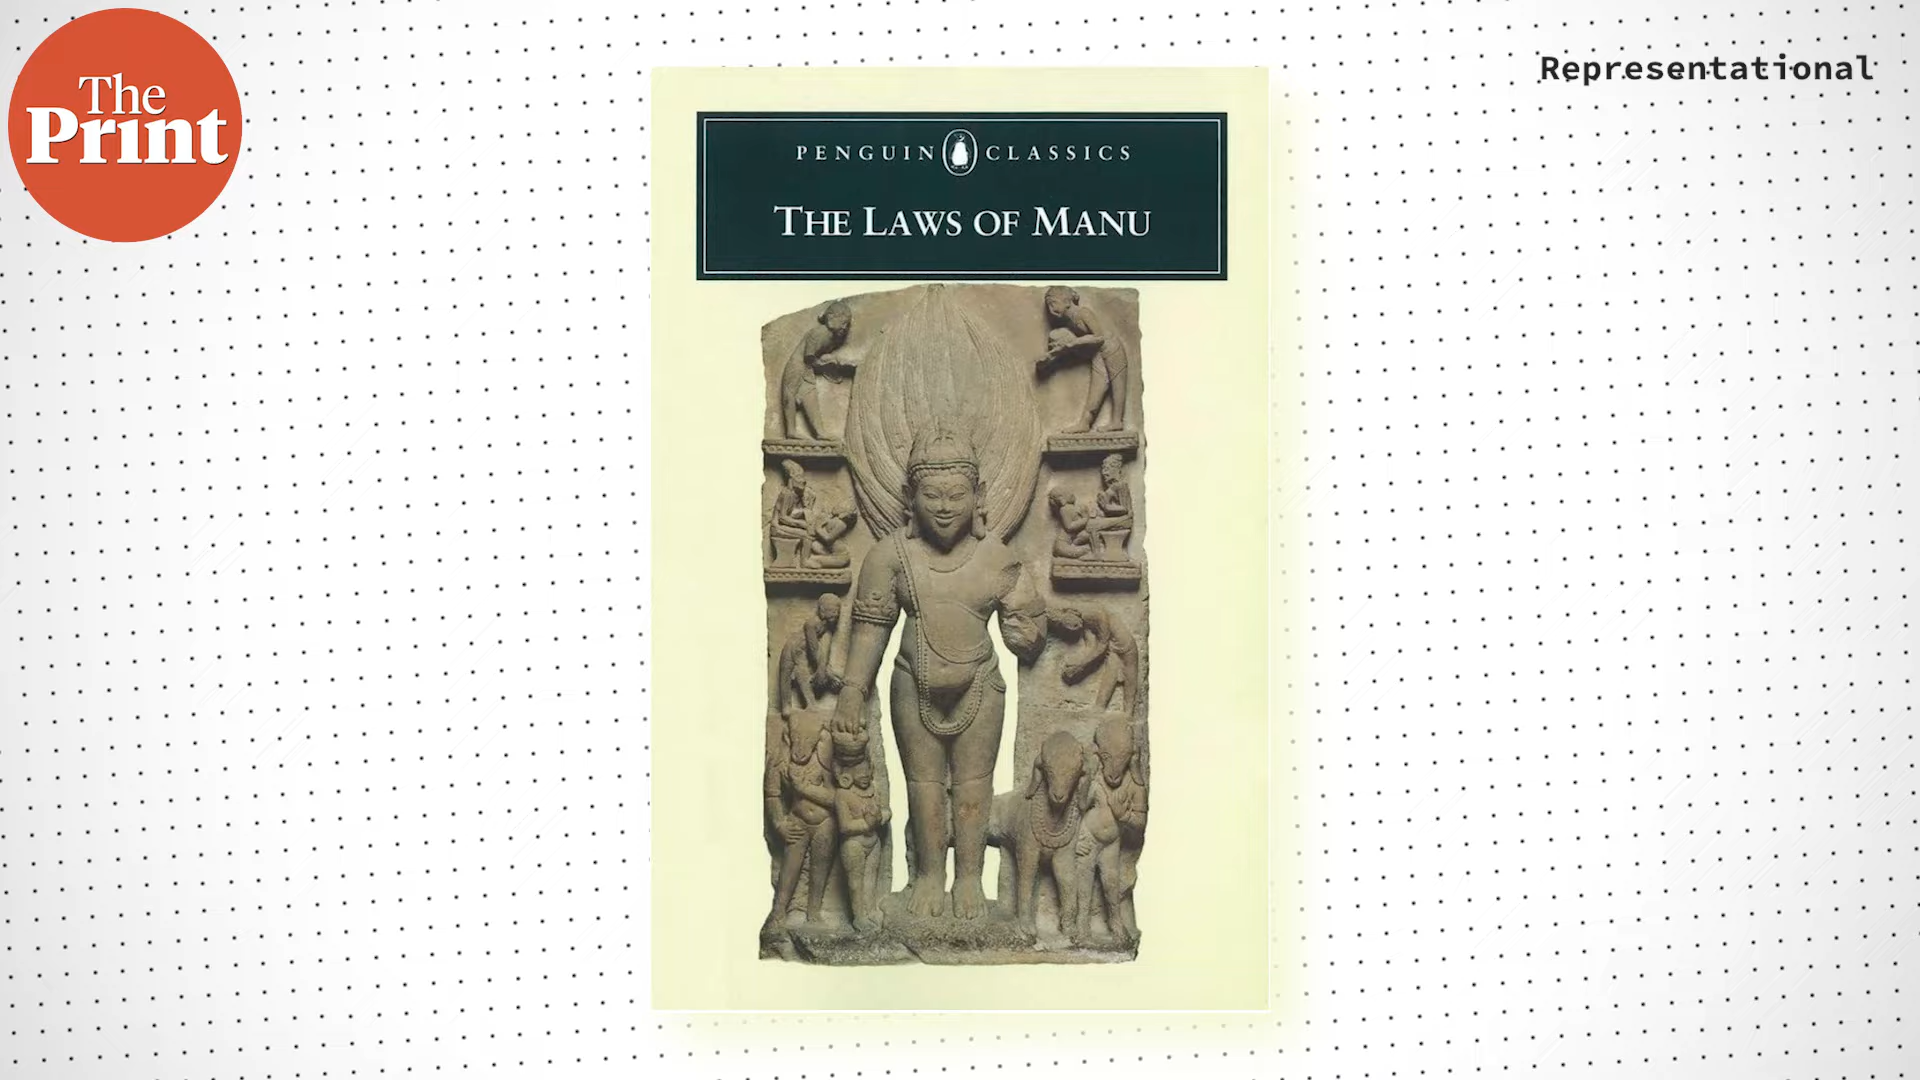 The
Print
Representational
PENGUIN CLASSICS
THE LAWS OF MANU